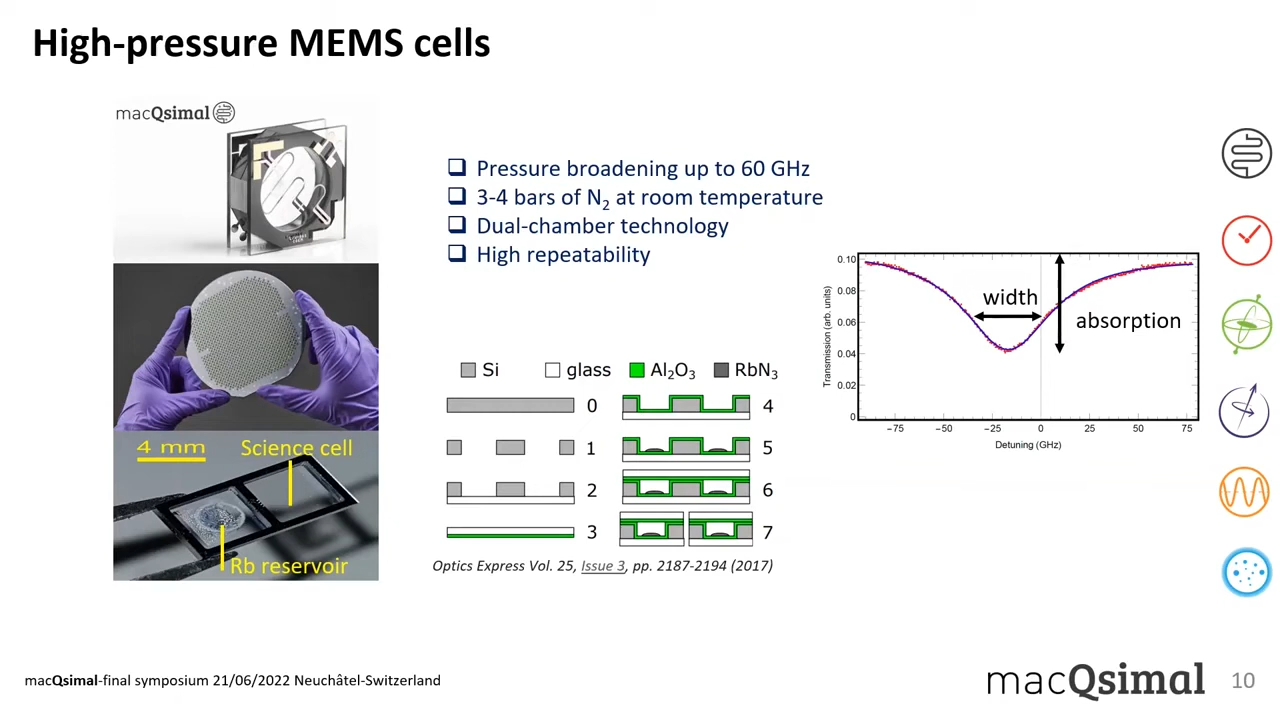 High-pressure MEMS cells
macQsimal
❑ Pressure broadening up to 60 GHz
❑ 3-4 bars of N2 at room temperature
❑ Dual-chamber technology
❑ High repeatability
4 mm
Science cell
Rb reservoir
Si glass Al2O3 RbN3
0 4
1 5
2 6
3 7
Optics Express Vol. 25, Issue 3, pp. 2187-2194 (2017)
width
absorption
Transmission (arb. units)
0.10
0.08
0.06
0.04
0.02
0
−75 −50 −25 0 25 50 75
Detuning (GHz)
macQsimal-final symposium 21/06/2022 Neuchâtel-Switzerland
macQsimal
10